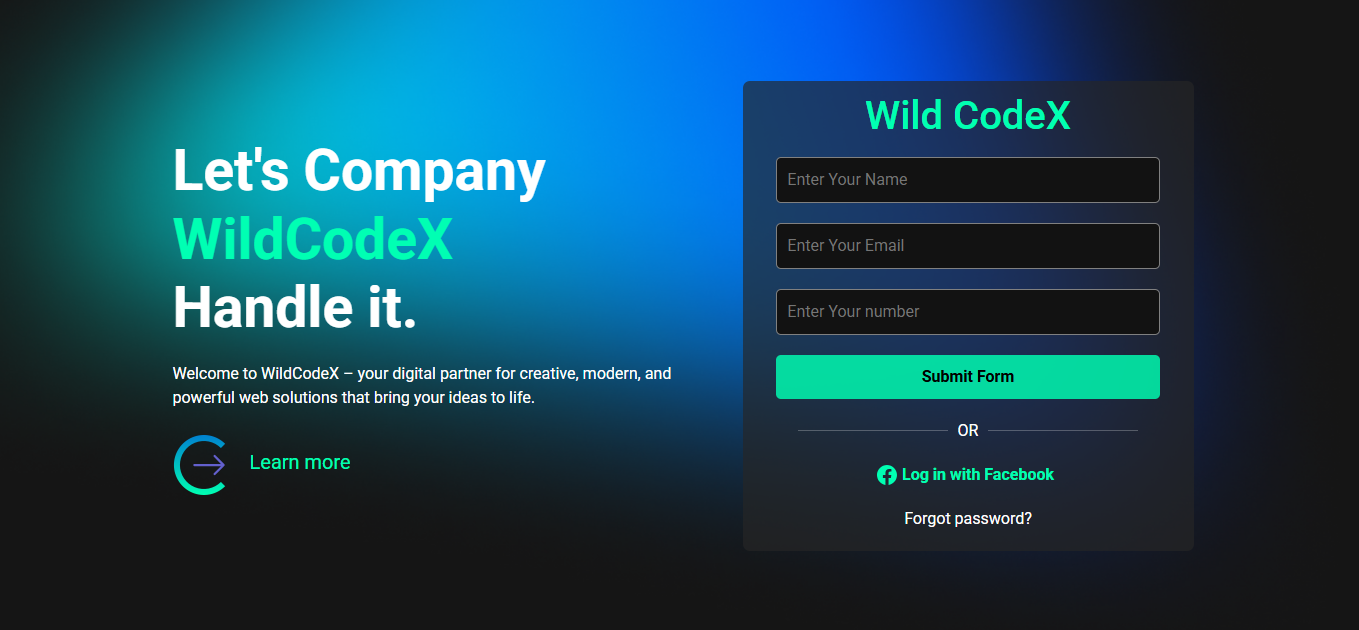 Let's Company
WildCodeX
Handle it.
Welcome to WildCodeX – your digital partner for creative, modern, and
powerful web solutions that bring your ideas to life.
Learn more
Wild CodeX
Enter Your Name
Enter Your Email
Enter Your number
Submit Form
OR
Log in with Facebook
Forgot password?